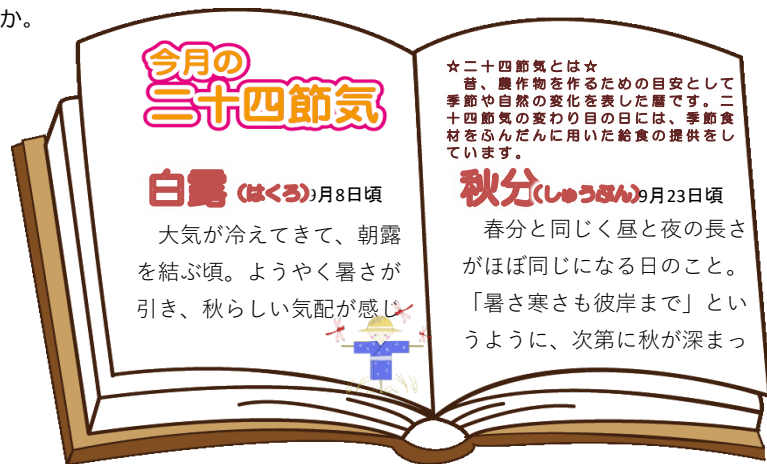 か。
今月の
二十四節気
白露(はくろ)9月8日頃
大気が冷えてきて、朝露
を結ぶ頃。ようやく暑さが
引き、秋らしい気配が感じ
☆二十四節気とは☆
昔、農作物を作るための目安として
季節や自然の変化を表した暦です。二
十四節気の変わり目の日には、季節食
材をふんだんに用いた給食の提供をし
ています。
秋分(しゅうぶん)9月23日頃
春分と同じく昼と夜の長さ
がほぼ同じになる日のこと。
「暑さ寒さも彼岸まで」とい
うように、次第に秋が深まっ